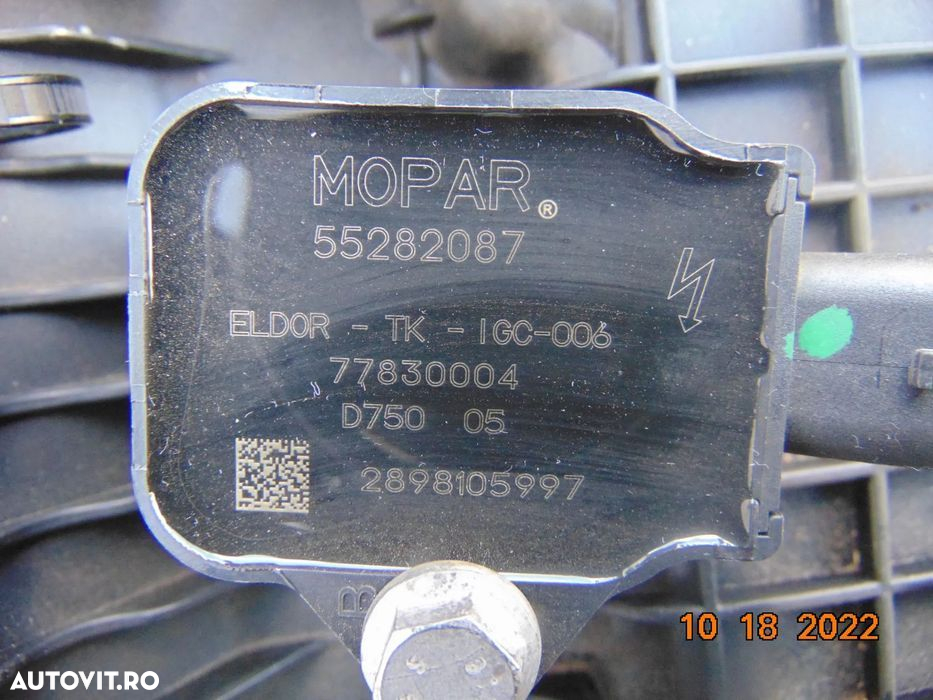 MOPAR®
55282087
ELDOR - TK - IGC-006
77830004
D750 05
2898105997
B
10 18 2022
AUTOVIT.RO